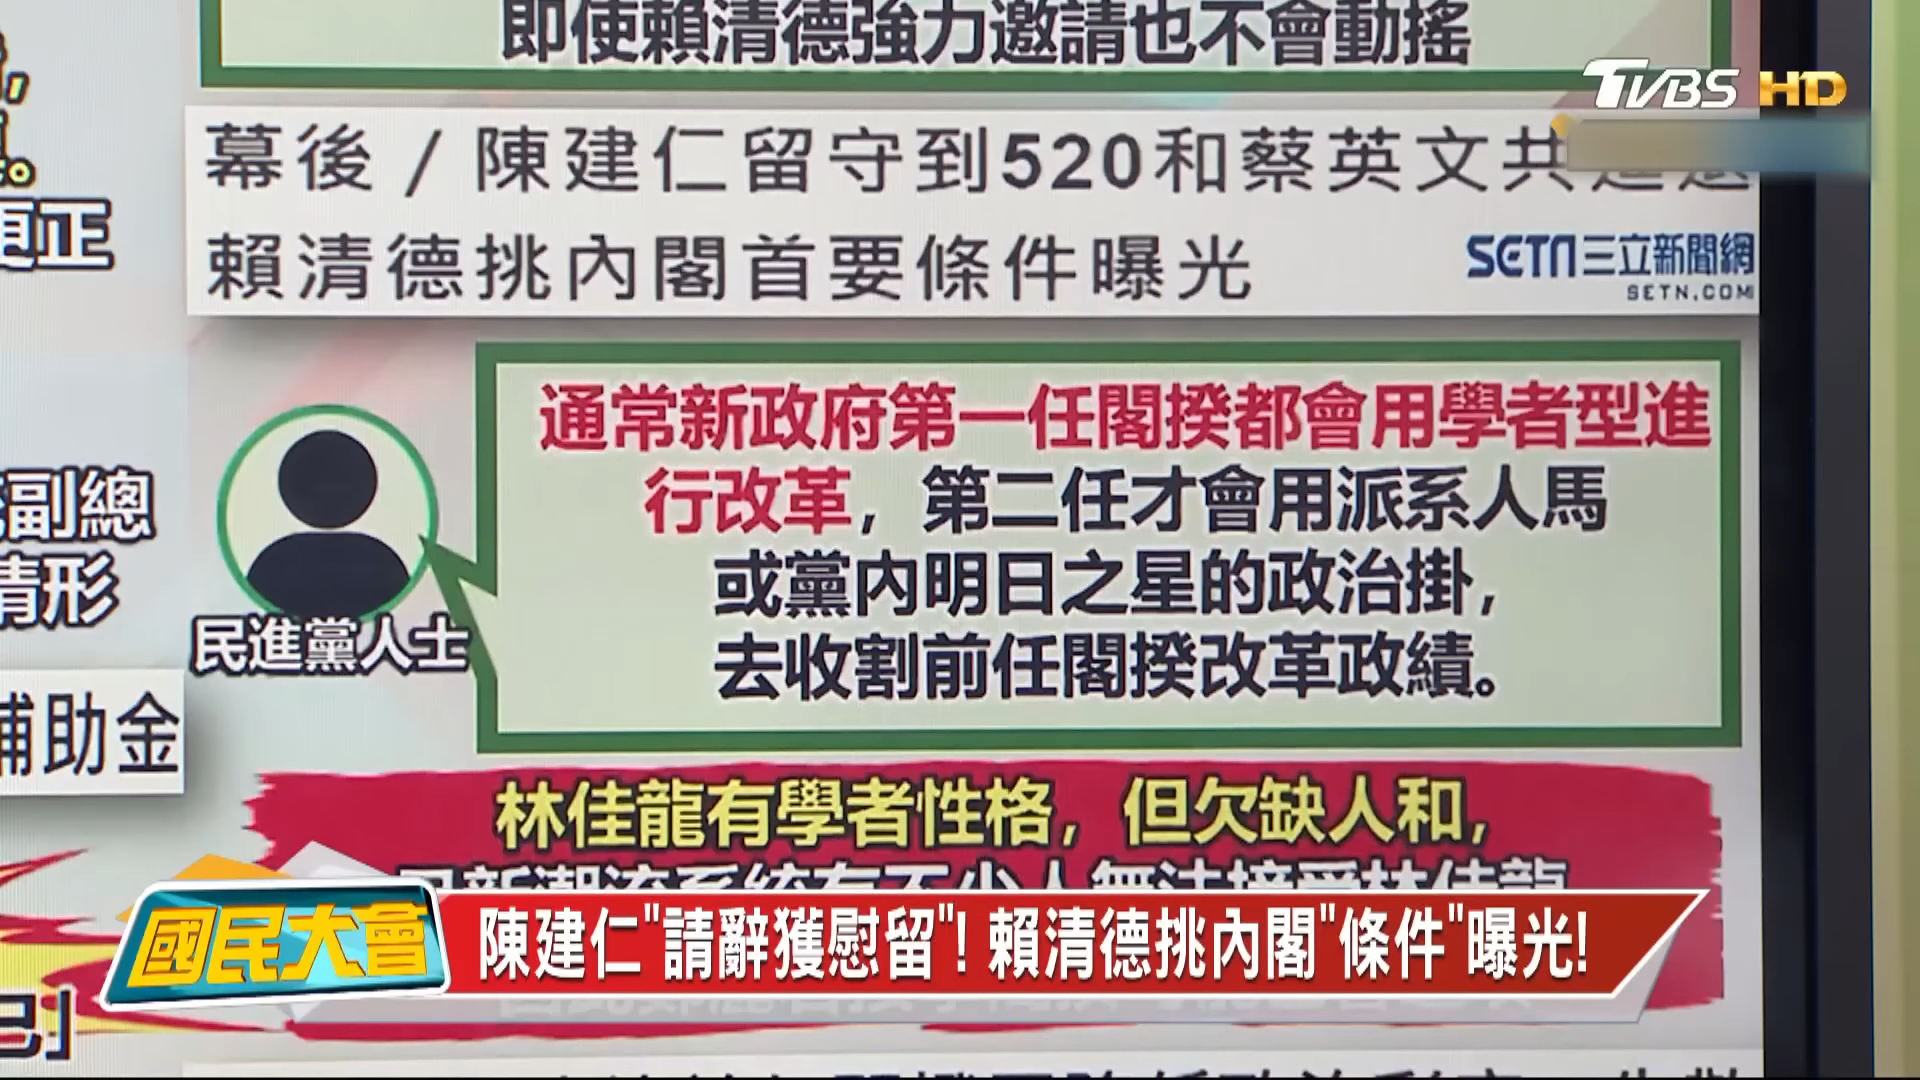 即使賴清德強力邀請也不會動搖
TVBS HD
幕後/陳建仁留守到520和蔡英文共
賴清德挑內閣首要條件曝光
SETN三立新聞網
SETN.COM
更正
副總
情形
補助金
通常新政府第一任閣揆都會用學者型進
行改革，第二任才會用派系人馬
或黨內明日之星的政治掛，
去收割前任閣揆改革政績。
民進黨人士
林佳龍有學者性格，但欠缺人和，
國民大會
陳建仁"請辭獲慰留"!賴清德挑內閣"條件"曝光!